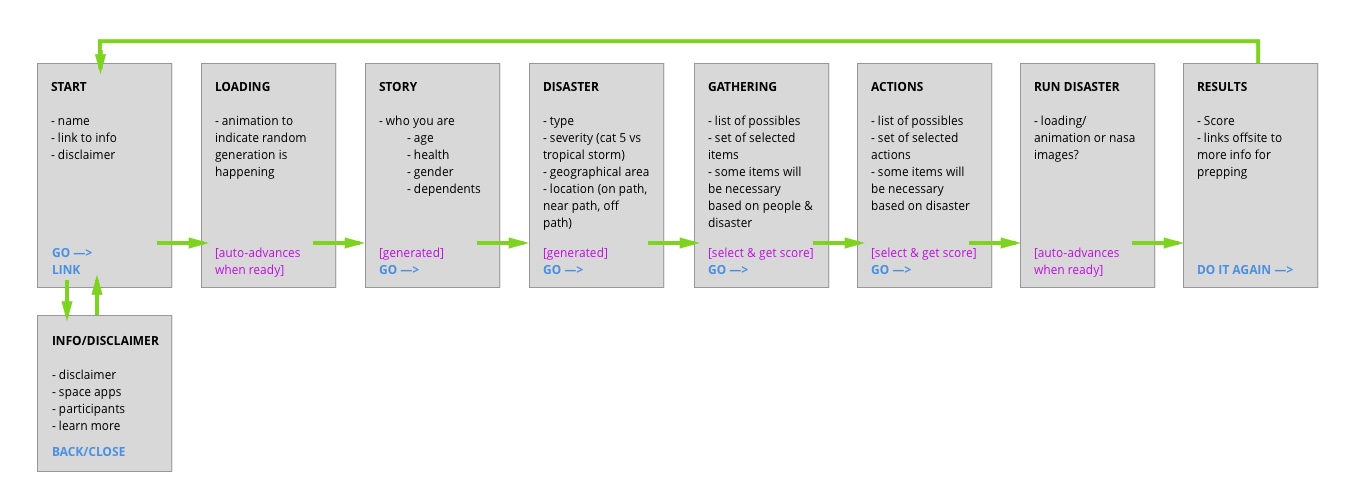 START
- name
- link to info
- disclaimer
GO —>
LINK
LOADING
- animation to
indicate random
generation is
happening
[auto-advances
when ready]
STORY
- who you are
- age
- health
- gender
- dependents
[generated]
GO —>
DISASTER
- type
- severity (cat 5 vs
tropical storm)
- geographical area
- location (on path,
near path, off
path)
[generated]
GO —>
GATHERING
- list of possibles
- set of selected
items
- some items will
be necessary
based on people &
disaster
[select & get score]
GO —>
ACTIONS
- list of possibles
- set of selected
actions
- some items will
be necessary
based on disaster
[select & get score]
GO —>
RUN DISASTER
- loading/
animation or nasa
images?
[auto-advances
when ready]
RESULTS
- Score
- links offsite to
more info for
prepping
DO IT AGAIN —>
INFO/DISCLAIMER
- disclaimer
- space apps
- participants
- learn more
BACK/CLOSE